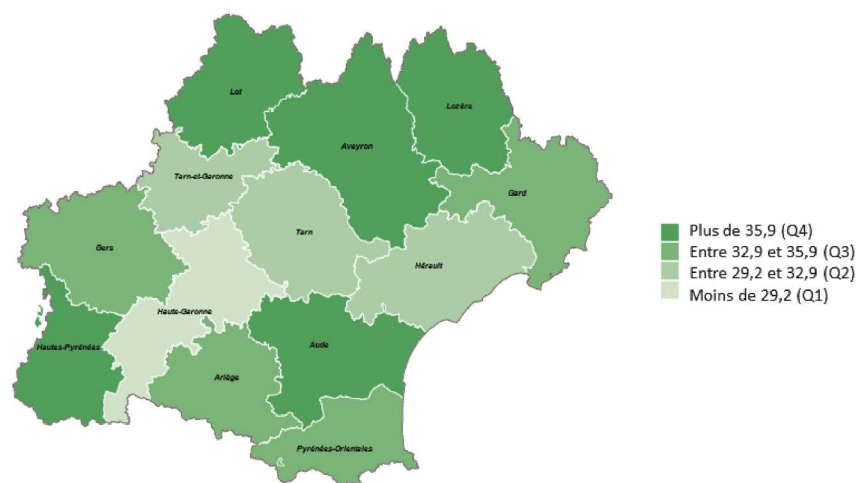 Lot
Lozère
Aveyron
Tarn-et-Garonne
Gard
Tarn
Gers
Hérault
Haute-Garonne
Hautes-Pyrénées
Aude
Ariège
Pyrénées-Orientales
Plus de 35,9 (Q4)
Entre 32,9 et 35,9 (Q3)
Entre 29,2 et 32,9 (Q2)
Moins de 29,2 (Q1)